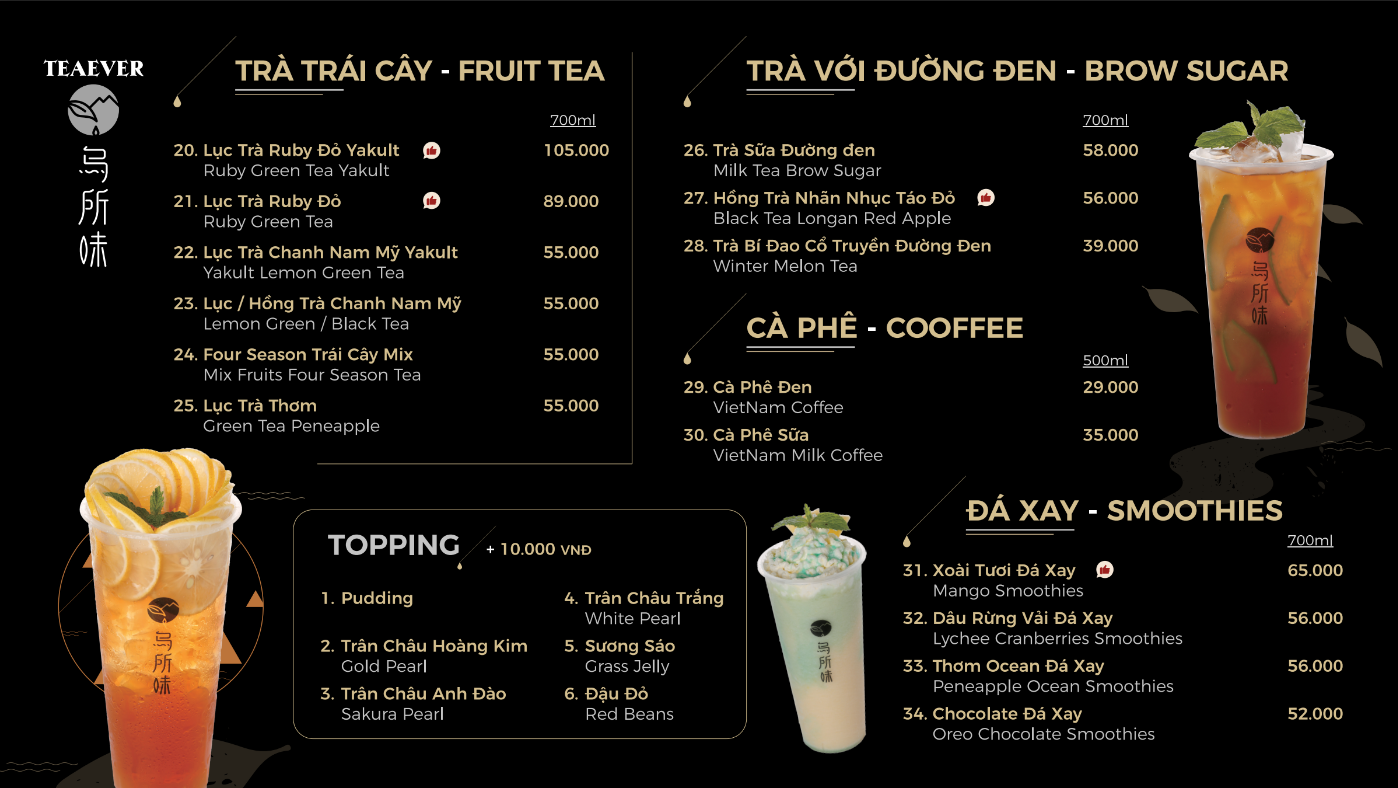 TEAEVER
烏
所
味
TRÀ TRÁI CÂY - FRUIT TEA
700ml
20. Lục Trà Ruby Đỏ Yakult 105.000
Ruby Green Tea Yakult
21. Lục Trà Ruby Đỏ 89.000
Ruby Green Tea
22. Lục Trà Chanh Nam Mỹ Yakult 55.000
Yakult Lemon Green Tea
23. Lục / Hồng Trà Chanh Nam Mỹ 55.000
Lemon Green / Black Tea
24. Four Season Trái Cây Mix 55.000
Mix Fruits Four Season Tea
25. Lục Trà Thơm 55.000
Green Tea Peneapple
TRÀ VỚI ĐƯỜNG ĐEN - BROW SUGAR
700ml
26. Trà Sữa Đường đen 58.000
Milk Tea Brow Sugar
27. Hồng Trà Nhãn Nhục Táo Đỏ 56.000
Black Tea Longan Red Apple
28. Trà Bí Đao Cổ Truyền Đường Đen 39.000
Winter Melon Tea
烏
所
味
CÀ PHÊ - COOFFEE
500ml
29. Cà Phê Đen 29.000
VietNam Coffee
30. Cà Phê Sữa 35.000
VietNam Milk Coffee
烏
所
味
TOPPING + 10.000 VNĐ
1. Pudding
2. Trân Châu Hoàng Kim
Gold Pearl
3. Trân Châu Anh Đào
Sakura Pearl
4. Trân Châu Trắng
White Pearl
5. Sương Sáo
Grass Jelly
6. Đậu Đỏ
Red Beans
烏
所
味
ĐÁ XAY - SMOOTHIES
700ml
31. Xoài Tươi Đá Xay 65.000
Mango Smoothies
32. Dâu Rừng Vải Đá Xay 56.000
Lychee Cranberries Smoothies
33. Thơm Ocean Đá Xay 56.000
Peneapple Ocean Smoothies
34. Chocolate Đá Xay 52.000
Oreo Chocolate Smoothies